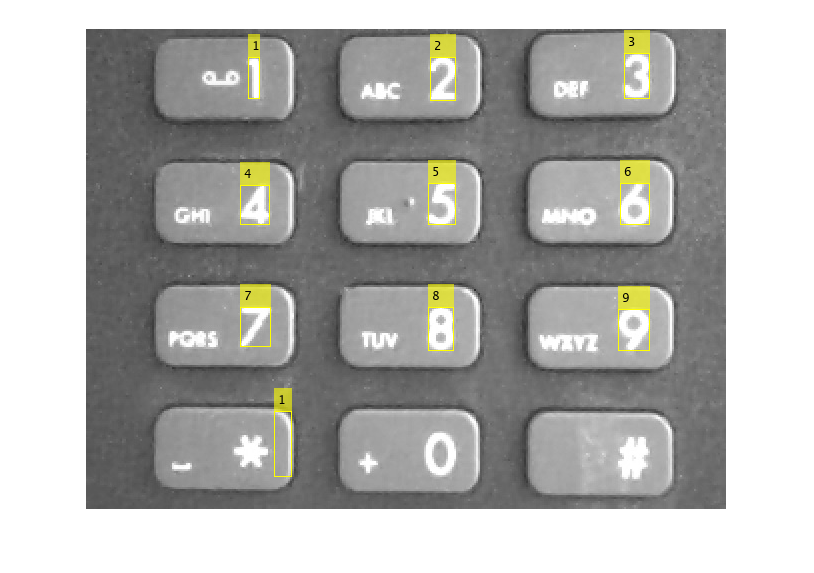 1 2 3
1 ABC 2 DEF 3
4 5 6
GHI 4 JKL 5 MNO 6
7 8 9
PQRS 7 TUV 8 WXYZ 9
1
* + 0 #